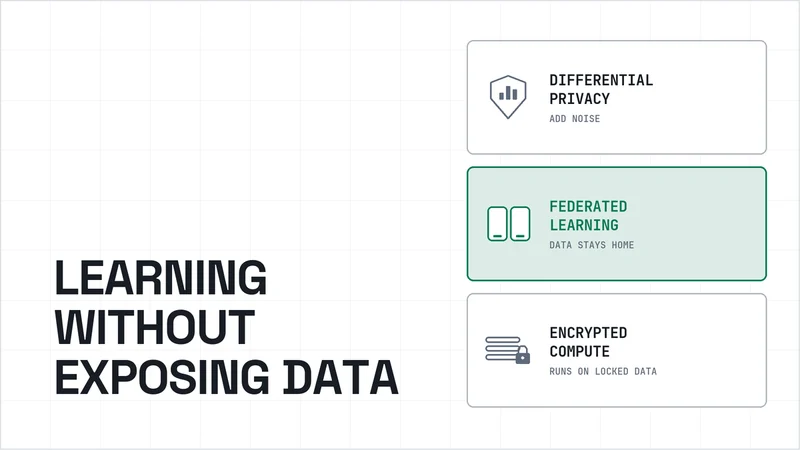 LEARNING
WITHOUT
EXPOSING DATA
DIFFERENTIAL
PRIVACY
ADD NOISE
FEDERATED
LEARNING
DATA STAYS HOME
ENCRYPTED
COMPUTE
RUNS ON LOCKED DATA